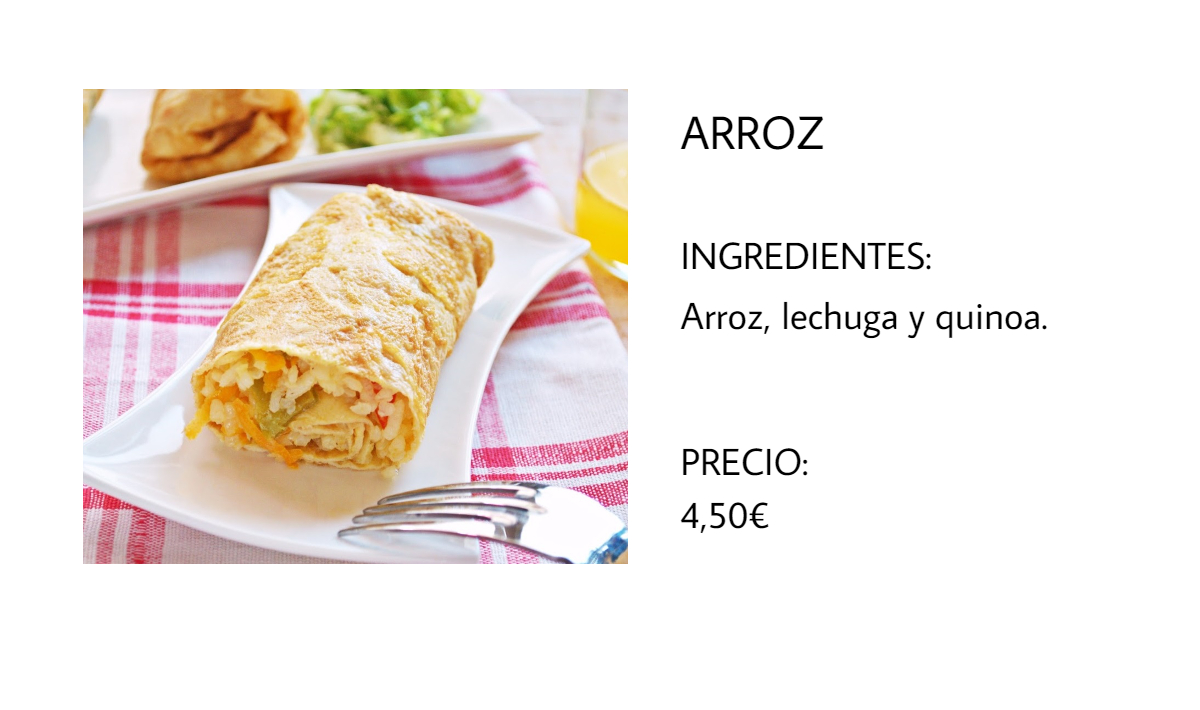 ARROZ
INGREDIENTES:
Arroz, lechuga y quinoa.
PRECIO:
4,50€